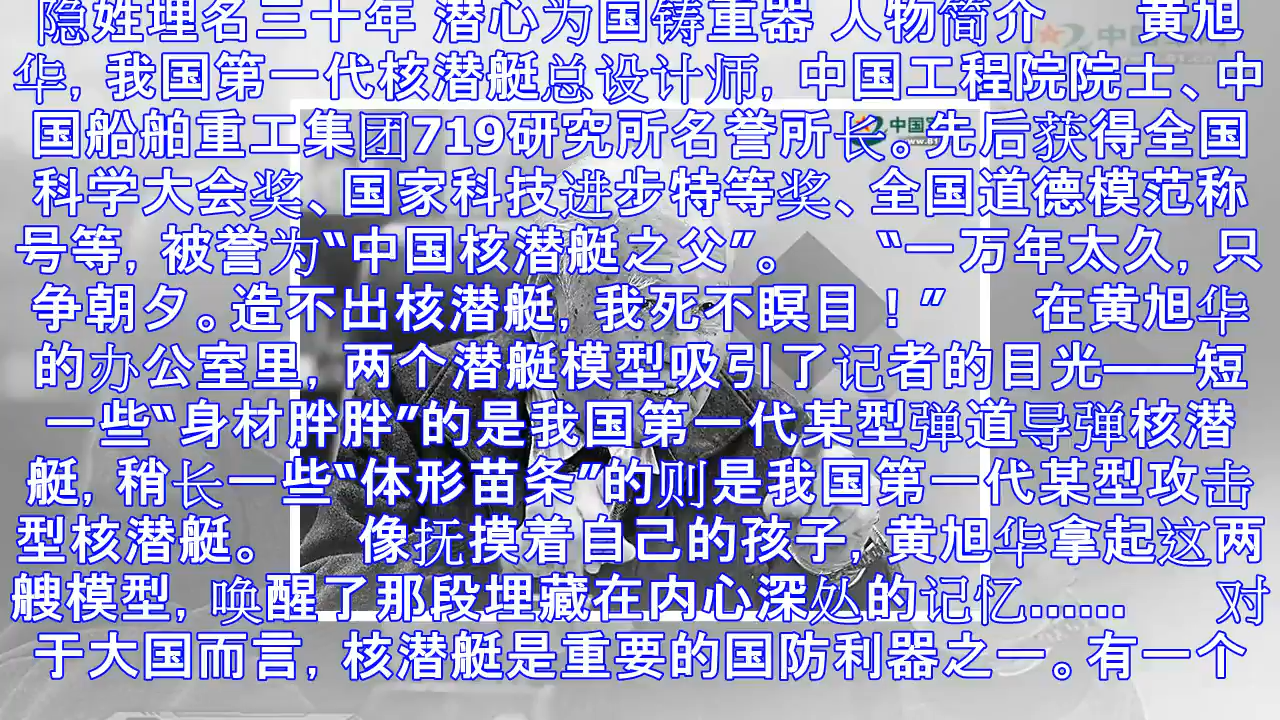 隐姓埋名三十年 潜心为国铸重器 人物简介 黄旭
华, 我国第一代核潜艇总设计师, 中国工程院院士、中
国船舶重工集团719研究所名誉所长。先后获得全国
科学大会奖、国家科技进步特等奖、全国道德模范称
号等, 被誉为“中国核潜艇之父”。 “一万年太久, 只
争朝夕。造不出核潜艇, 我死不瞑目！” 在黄旭华
的办公室里, 两个潜艇模型吸引了记者的目光——短
一些“身材胖胖”的是我国第一代某型弹道导弹核潜
艇, 稍长一些“体形苗条”的则是我国第一代某型攻击
型核潜艇。 像抚摸着自己的孩子, 黄旭华拿起这两
艘模型, 唤醒了那段埋藏在内心深处的记忆…… 对
于大国而言, 核潜艇是重要的国防利器之一。有一个